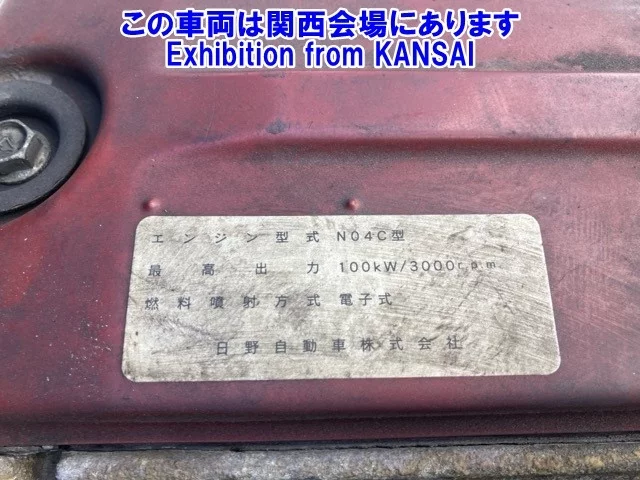 この車両は関西会場にあります
Exhibition from KANSAI
エンジン型式 N04C型
最高出力 100kW/3000r.p.m
燃料噴射方式 電子式
日野自動車株式会社